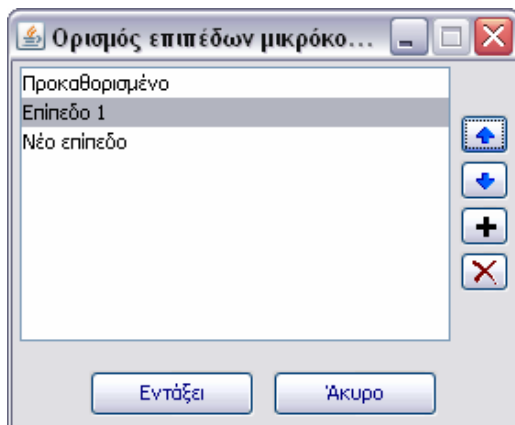 Ορισμός επιπέδων μικρόκο...
Προκαθορισμένο
Επίπεδο 1
Νέο επίπεδο
Εντάξει
Άκυρο